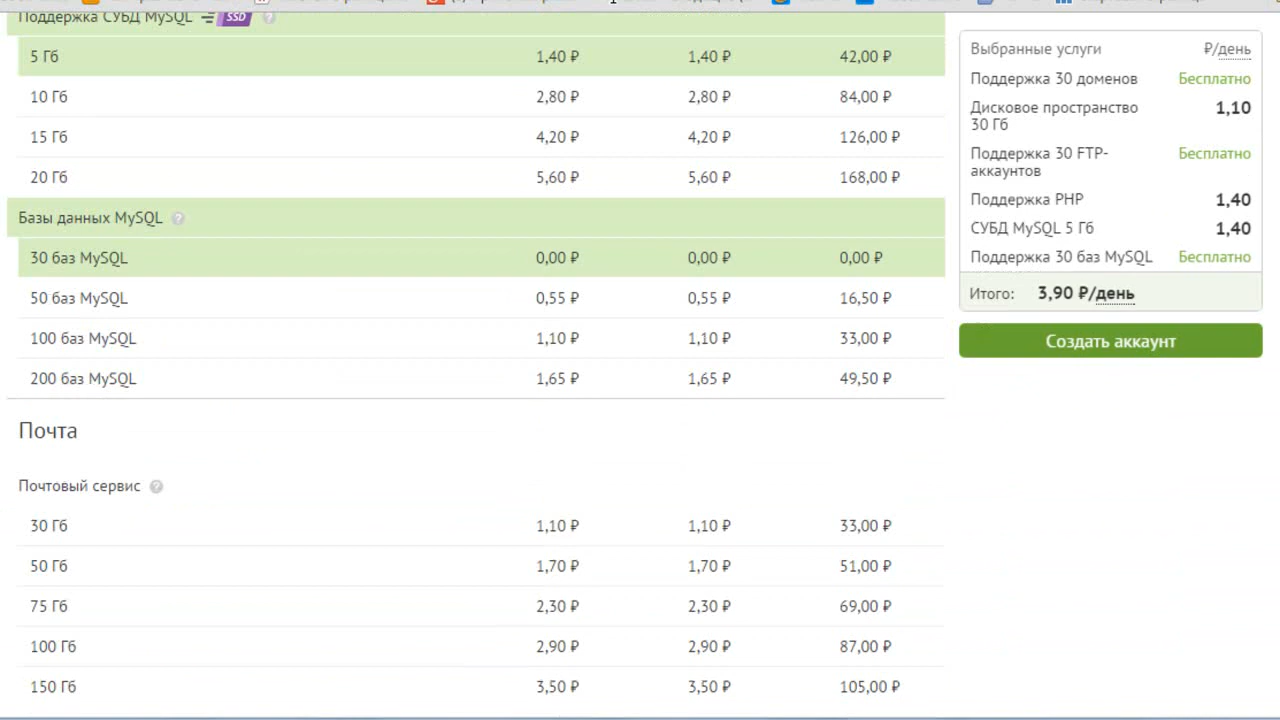 Поддержка СУБД MySQL SSD ?
5 Гб 1,40 ₽ 1,40 ₽ 42,00 ₽
10 Гб 2,80 ₽ 2,80 ₽ 84,00 ₽
15 Гб 4,20 ₽ 4,20 ₽ 126,00 ₽
20 Гб 5,60 ₽ 5,60 ₽ 168,00 ₽
Базы данных MySQL ?
30 баз MySQL 0,00 ₽ 0,00 ₽ 0,00 ₽
50 баз MySQL 0,55 ₽ 0,55 ₽ 16,50 ₽
100 баз MySQL 1,10 ₽ 1,10 ₽ 33,00 ₽
200 баз MySQL 1,65 ₽ 1,65 ₽ 49,50 ₽
Почта
Почтовый сервис ?
30 Гб 1,10 ₽ 1,10 ₽ 33,00 ₽
50 Гб 1,70 ₽ 1,70 ₽ 51,00 ₽
75 Гб 2,30 ₽ 2,30 ₽ 69,00 ₽
100 Гб 2,90 ₽ 2,90 ₽ 87,00 ₽
150 Гб 3,50 ₽ 3,50 ₽ 105,00 ₽
Выбранные услуги ₽/день
Поддержка 30 доменов Бесплатно
Дисковое пространство 1,10
30 Гб
Поддержка 30 FTP- Бесплатно
аккаунтов
Поддержка PHP 1,40
СУБД MySQL 5 Гб 1,40
Поддержка 30 баз MySQL Бесплатно
Итого: 3,90 ₽/день
Создать аккаунт